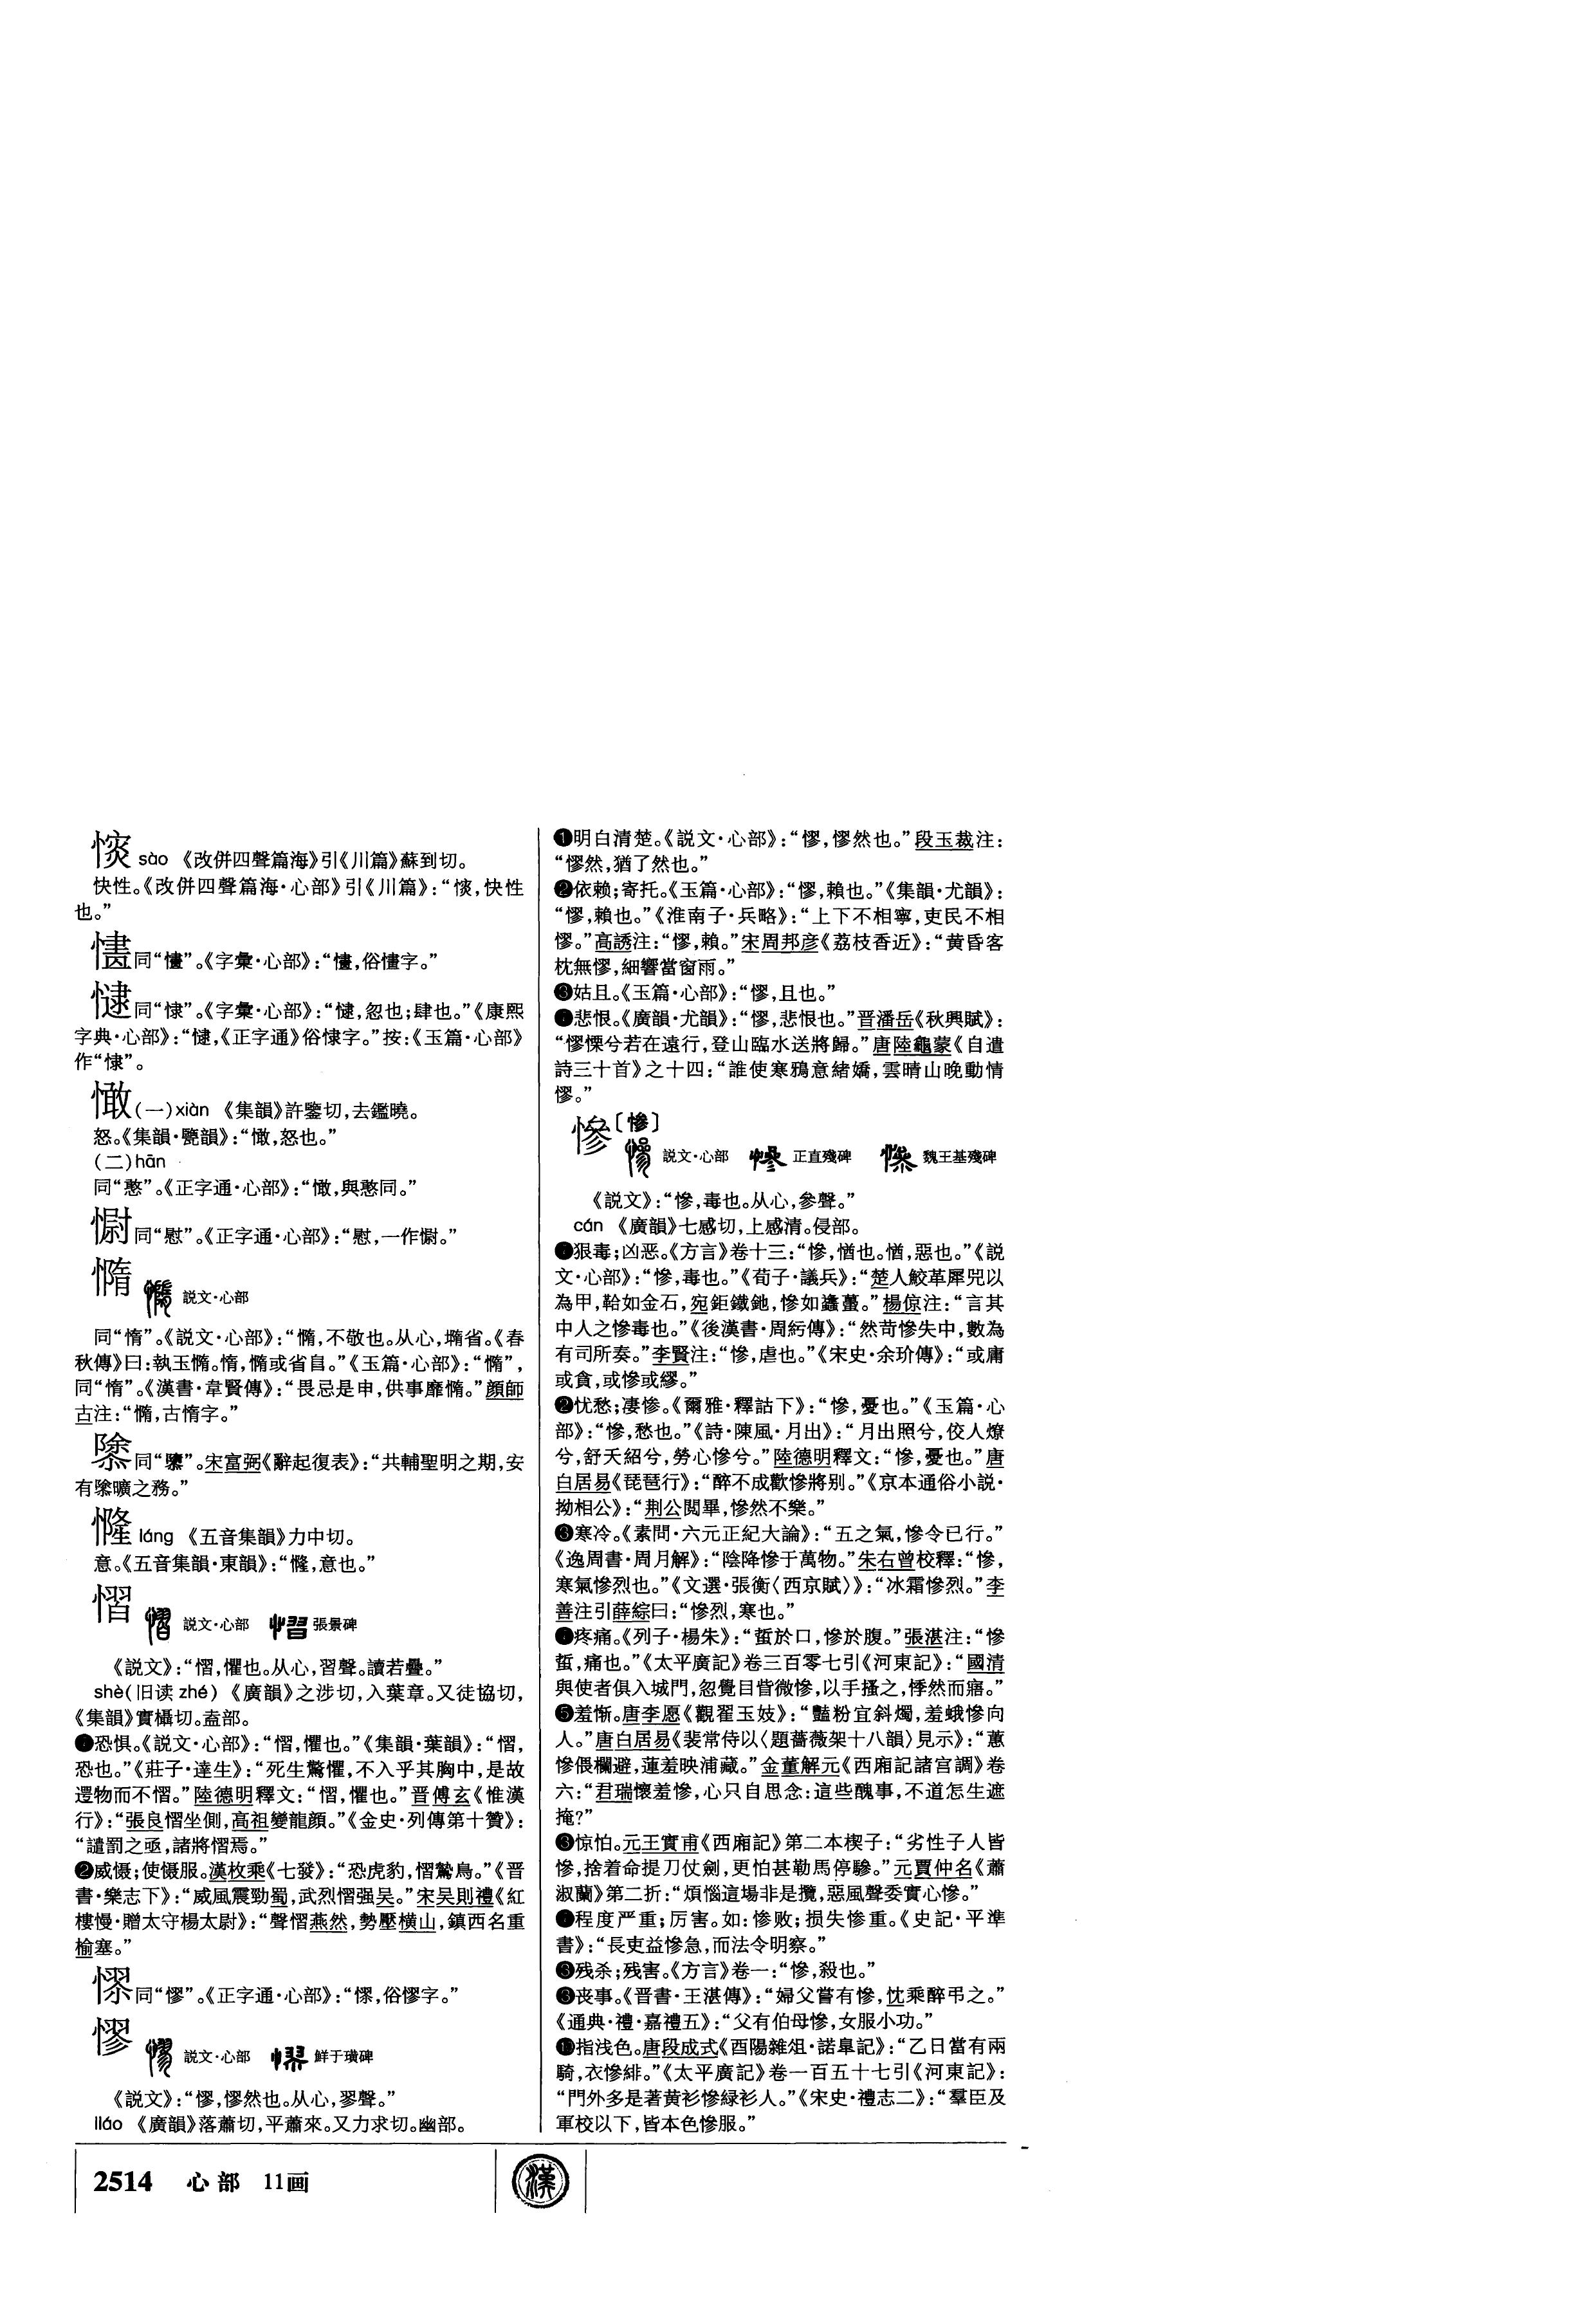 sào 《改併四聲篇海》引《川篇》蘇到切。
快性。《改併四聲篇海·心部》引《川篇》：“，快性
也。”
同“”。《字彙·心部》：“，俗字。”
同“悚”。《字彙·心部》：“，忽也；肆也。”《康熙
字典·心部》：“，《正字通》俗字。”按：《玉篇·心部》
作“”。
㦑(一)xiàn 《集韻》許鑒切，去鑑曉。
怒。《集韻·鑒韻》：“，怒也。”
(二)hān
同“憨”。《正字通·心部》：“，與憨同。”
同“慰”。《正字通·心部》：“慰，一作。”
憜
説文·心部
同“惰”。《説文·心部》：“憜，不敬也。从心，墮省。《春
秋傳》曰：執玉憜。惰，憜或省𨸏。”《玉篇·心部》：“憜”，
同“惰”。《漢書·韋賢傳》：“畏忌是申，供事靡憜。”顔師
古注：“憜，古惰字。”
同“隳”。宋富弼《辭起復表》：“共輔聖明之期，安
有曠之務。”
láng 《五音集韻》力中切。
意。《五音集韻·東韻》：“，意也。”
慴
説文·心部 張景碑
《説文》：“慴，懼也。从心，習聲。讀若疊。”
shè(旧读 zhé) 《廣韻》之涉切，入葉章。又徒協切，
《集韻》實欇切。盍部。
❶恐惧。《説文·心部》：“慴，懼也。”《集韻·葉韻》：“慴，
恐也。”《莊子·達生》：“死生驚懼，不入乎其胸中，是故
遻物而不慴。”陸德明釋文：“慴，懼也。”晋傅玄《惟漢
行》：“張良慴坐側，高祖變龍顔。”《金史·列傳第十贊》：
“譴罰之亟，諸將慴焉。”
❷威慑；使慑服。漢枚乘《七發》：“恐虎豹，慴鷙鳥。”《晋
書·樂志下》：“威風震勁蜀，武烈慴强吴。”宋吴則禮《紅
樓慢·贈太守楊太尉》：“聲慴燕然，勢壓横山，鎮西名重
榆塞。”
同“憀”。《正字通·心部》：“，俗憀字。”
憀
説文·心部 鮮于璜碑
《説文》：“憀，憀然也。从心，翏聲。”
liáo 《廣韻》落蕭切，平蕭來。又力求切。幽部。
❶明白清楚。《説文·心部》：“憀，憀然也。”段玉裁注：
“憀然，猶了然也。”
❷依赖；寄托。《玉篇·心部》：“憀，賴也。”《集韻·尤韻》：
“憀，賴也。”《淮南子·兵略》：“上下不相寧，吏民不相
憀。”高誘注：“憀，賴。”宋周邦彦《荔枝香近》：“黄昏客
枕無憀，細響當窗雨。”
❸姑且。《玉篇·心部》：“憀，且也。”
❹悲恨。《廣韻·尤韻》：“憀，悲恨也。”晋潘岳《秋興賦》：
“憀慄兮若在遠行，登山臨水送將歸。”唐陸龜蒙《自遣
詩三十首》之十四：“誰使寒鴉意緒嬌，雲晴山晚動情
憀。”
慘〔惨〕
説文·心部 正直殘碑 魏王基殘碑
《説文》：“慘，毒也。从心，參聲。”
cǎn 《廣韻》七感切，上感清。侵部。
❶狠毒；凶恶。《方言》卷十三：“慘，㥠也。㥠，惡也。”《説
文·心部》：“慘，毒也。”《荀子·議兵》：“楚人鮫革犀兕以
為甲，鞈如金石，宛鉅鐵釶，慘如蠭蠆。”楊倞注：“言其
中人之慘毒也。”《後漢書·周紆傳》：“然苛慘失中，數為
有司所奏。”李賢注：“慘，虐也。”《宋史·余玠傳》：“或庸
或貪，或慘或繆。”
❷忧愁；凄惨。《爾雅·釋詁下》：“慘，憂也。”《玉篇·心
部》：“慘，愁也。”《詩·陳風·月出》：“月出照兮，佼人燎
兮，舒夭紹兮，勞心慘兮。”陸德明釋文：“慘，憂也。”唐
白居易《琵琶行》：“醉不成歡慘將别。”《京本通俗小説·
拗相公》：“荆公閲畢，慘然不樂。”
❸寒冷。《素問·六元正紀大論》：“五之氣，慘令已行。”
《逸周書·周月解》：“陰降慘于萬物。”朱右曾校釋：“慘，
寒氣慘烈也。”《文選·張衡〈西京賦〉》：“冰霜慘烈。”李
善注引薛綜曰：“慘烈，寒也。”
❹疼痛。《列子·楊朱》：“蜇於口，慘於腹。”張湛注：“慘
蜇，痛也。”《太平廣記》卷三百零七引《河東記》：“國清
與使者俱入城門，忽覺目眥微慘，以手搔之，悸然而寤。”
❺羞惭。唐李愿《觀翟玉妓》：“豔粉宜斜燭，羞蛾慘向
人。”唐白居易《裴常侍以〈題薔薇架十八韻〉見示》：“蕙
慘偎欄避，蓮羞映浦藏。”金董解元《西廂記諸宫調》卷
六：“君瑞懷羞慘，心只自思念：這些醜事，不道怎生遮
掩？”
❻惊怕。元王實甫《西廂記》第二本楔子：“劣性子人皆
慘，捨着命提刀仗劍，更怕甚勒馬停驂。”元賈仲名《蕭
淑蘭》第二折：“煩惱這場非是攬，惡風聲委實心慘。”
❼程度严重；厉害。如：惨败；损失惨重。《史記·平準
書》：“長吏益慘急，而法令明察。”
❽残杀；残害。《方言》卷一：“慘，殺也。”
❾丧事。《晋書·王湛傳》：“婦父嘗有慘，忱乘醉弔之。”
《通典·禮·嘉禮五》：“父有伯母慘，女服小功。”
❿指浅色。唐段成式《酉陽雜俎·諾皋記》：“乙日當有兩
騎，衣慘緋。”《太平廣記》卷一百五十七引《河東記》：
“門外多是著黄衫慘緑衫人。”《宋史·禮志二》：“羣臣及
軍校以下，皆本色慘服。”
2514 心部 11画
漢